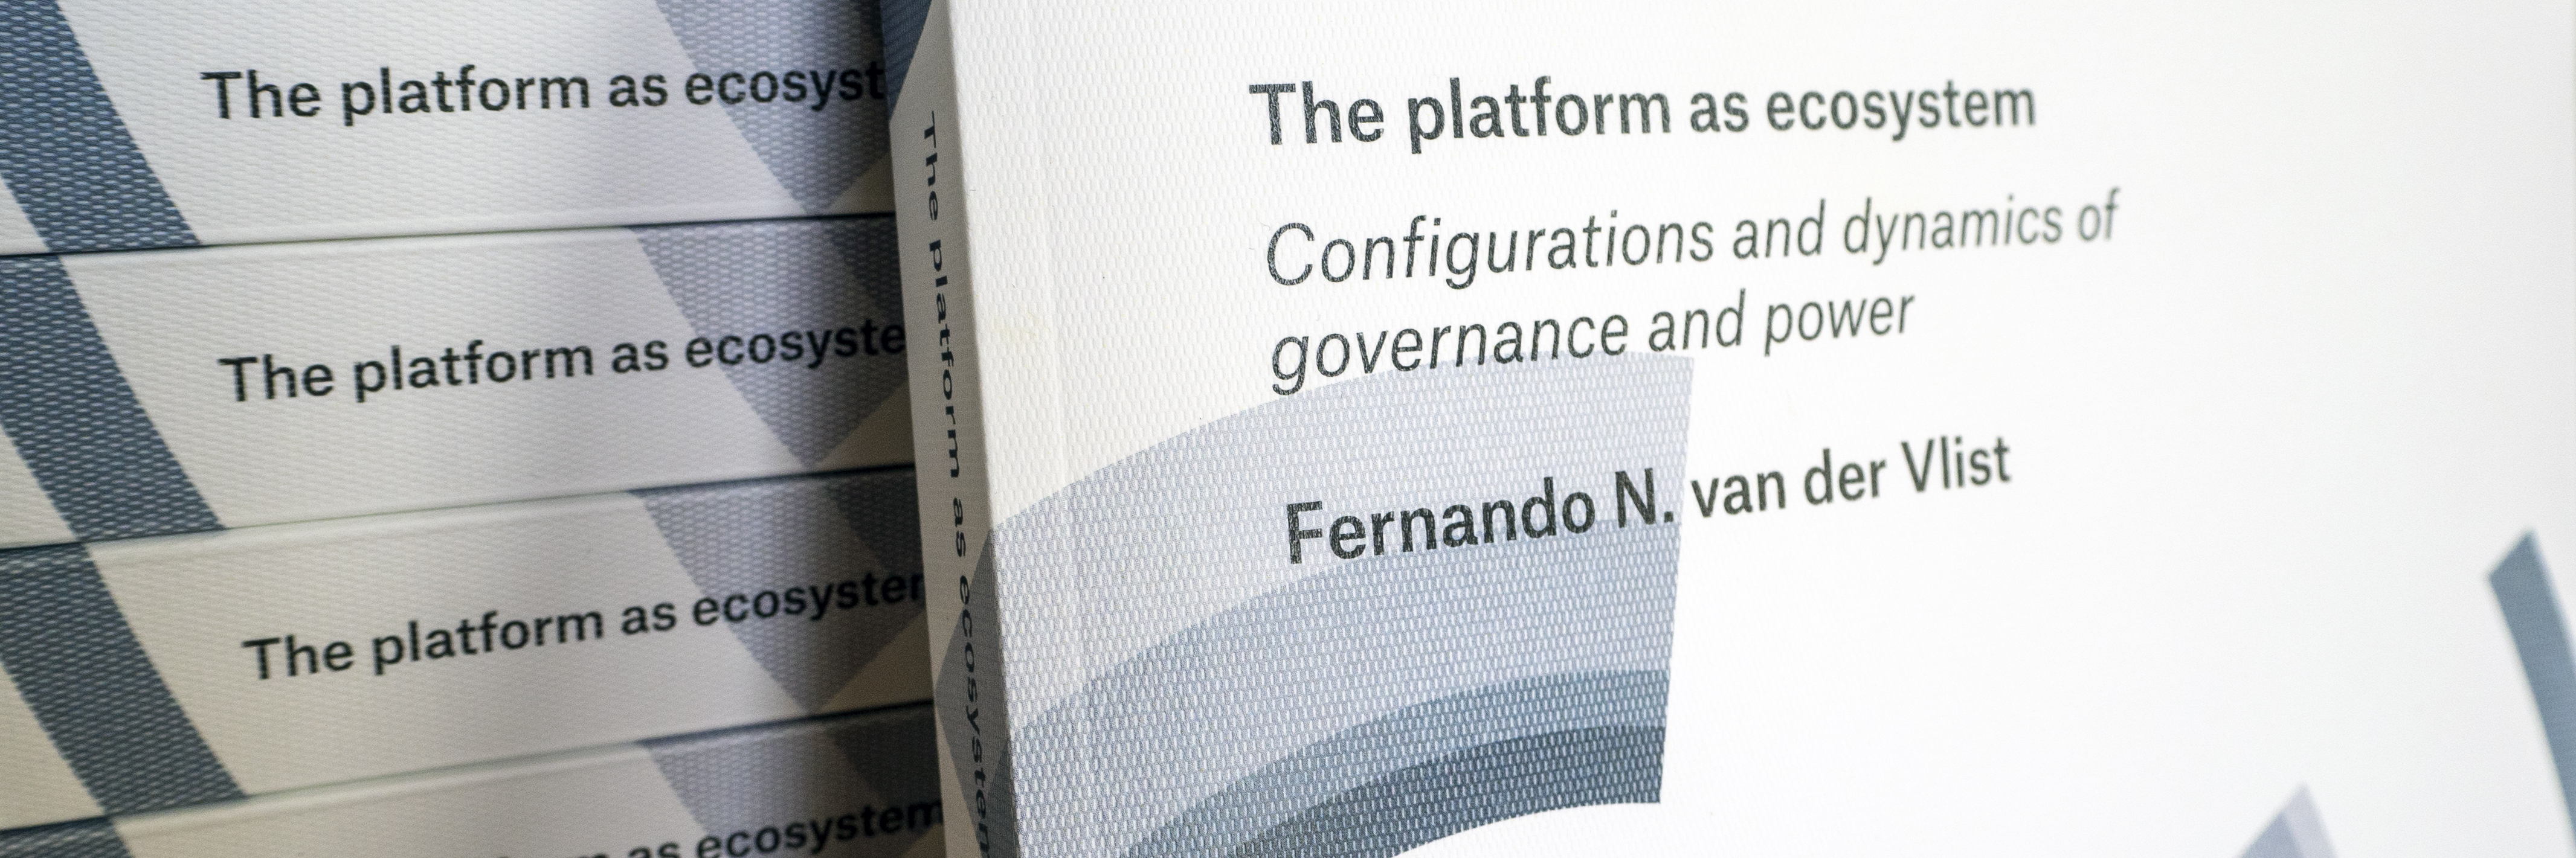 The platform as ecosyst
The platform as ecosyste
The platform as ecosystem
as ecosystem
The platform as ecosystem
The platform as ecosystem
Configurations and dynamics of
governance and power
Fernando N. van der Vlist